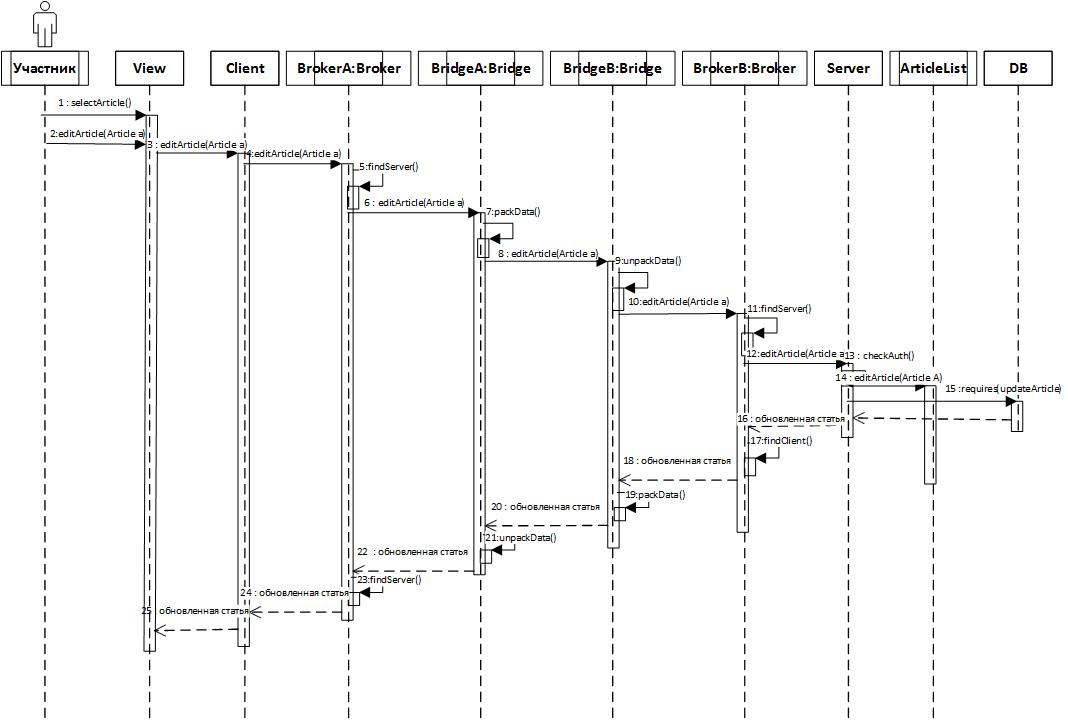 Участник
View
Client
BrokerA:Broker
BridgeA:Bridge
BridgeB:Bridge
BrokerB:Broker
Server
ArticleList
DB
1 : selectArticle()
2:editArticle(Article a)
3 : editArticle(Article a)
4:editArticle(Article a)
5:findServer()
6 : editArticle(Article a)
7:packData()
8 : editArticle(Article a)
9:unpackData()
10:editArticle(Article a)
11:findServer()
12:editArticle(Article a
13 : checkAuth()
14 : editArticle(Article A)
15 :requires(updateArticle)
16 : обновленная статья
17:findClient()
18 : обновленная статья
19:packData()
20 : обновленная статья
21:unpackData()
22 : обновленная статья
23:findServer()
24 : обновленная статья
25 обновленная статья